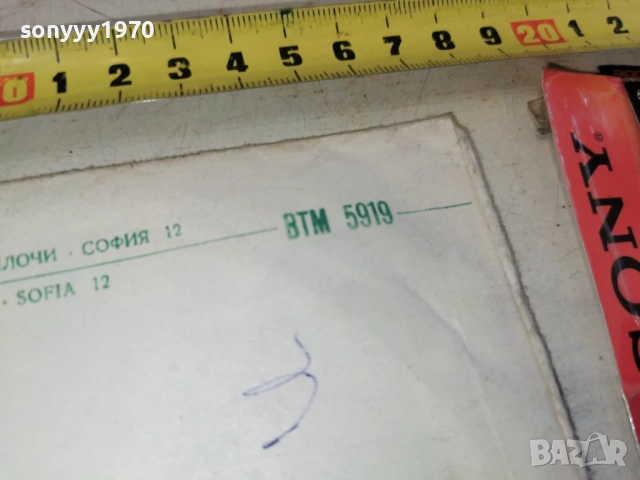 sonyyy1970
0 1 2 3 4 5 6 7 8 9 20 1 2
ЛОЧИ · СОФИЯ 12
ВТМ 5919
· SOFIA 12
SONY®
BAZAR